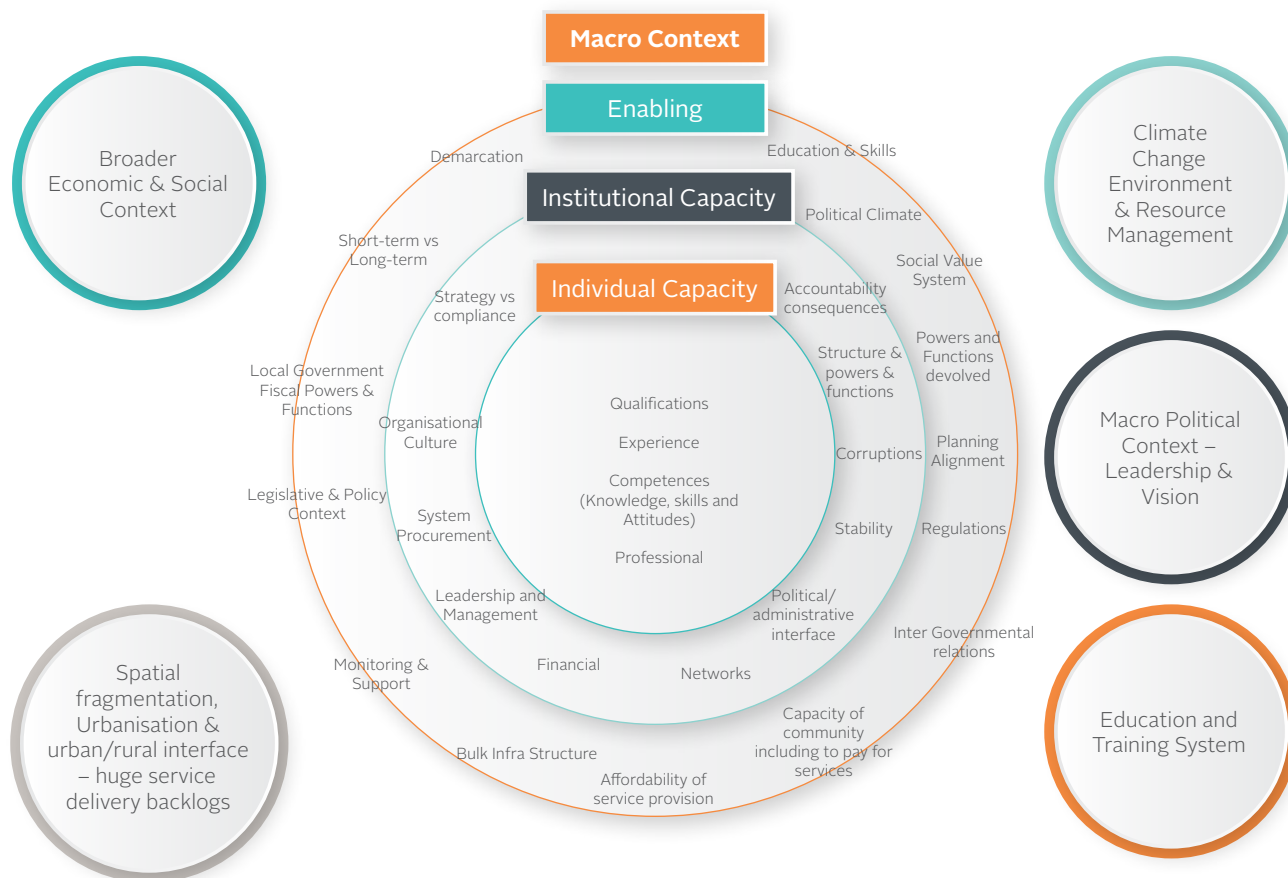 Macro Context
Enabling
Institutional Capacity
Individual Capacity
Broader
Economic & Social
Context
Spatial
fragmentation,
Urbanisation &
urban/rural interface
– huge service
delivery backlogs
Demarcation
Short-term vs
Long-term
Local Government
Fiscal Powers &
Functions
Legislative & Policy
Context
Monitoring &
Support
Bulk Infra Structure
Affordability of
service provision
Capacity of
community
including to pay for
services
Inter Governmental
relations
Regulations
Planning
Alignment
Powers and
Functions
devolved
Social Value
System
Political Climate
Education & Skills
Strategy vs
compliance
Organisational
Culture
System
Procurement
Leadership and
Management
Financial
Networks
Political/
administrative
interface
Stability
Corruptions
Structure &
powers &
functions
Accountability
consequences
Qualifications
Experience
Competences
(Knowledge, skills and
Attitudes)
Professional
Climate
Change
Environment
& Resource
Management
Macro Political
Context –
Leadership &
Vision
Education and
Training System